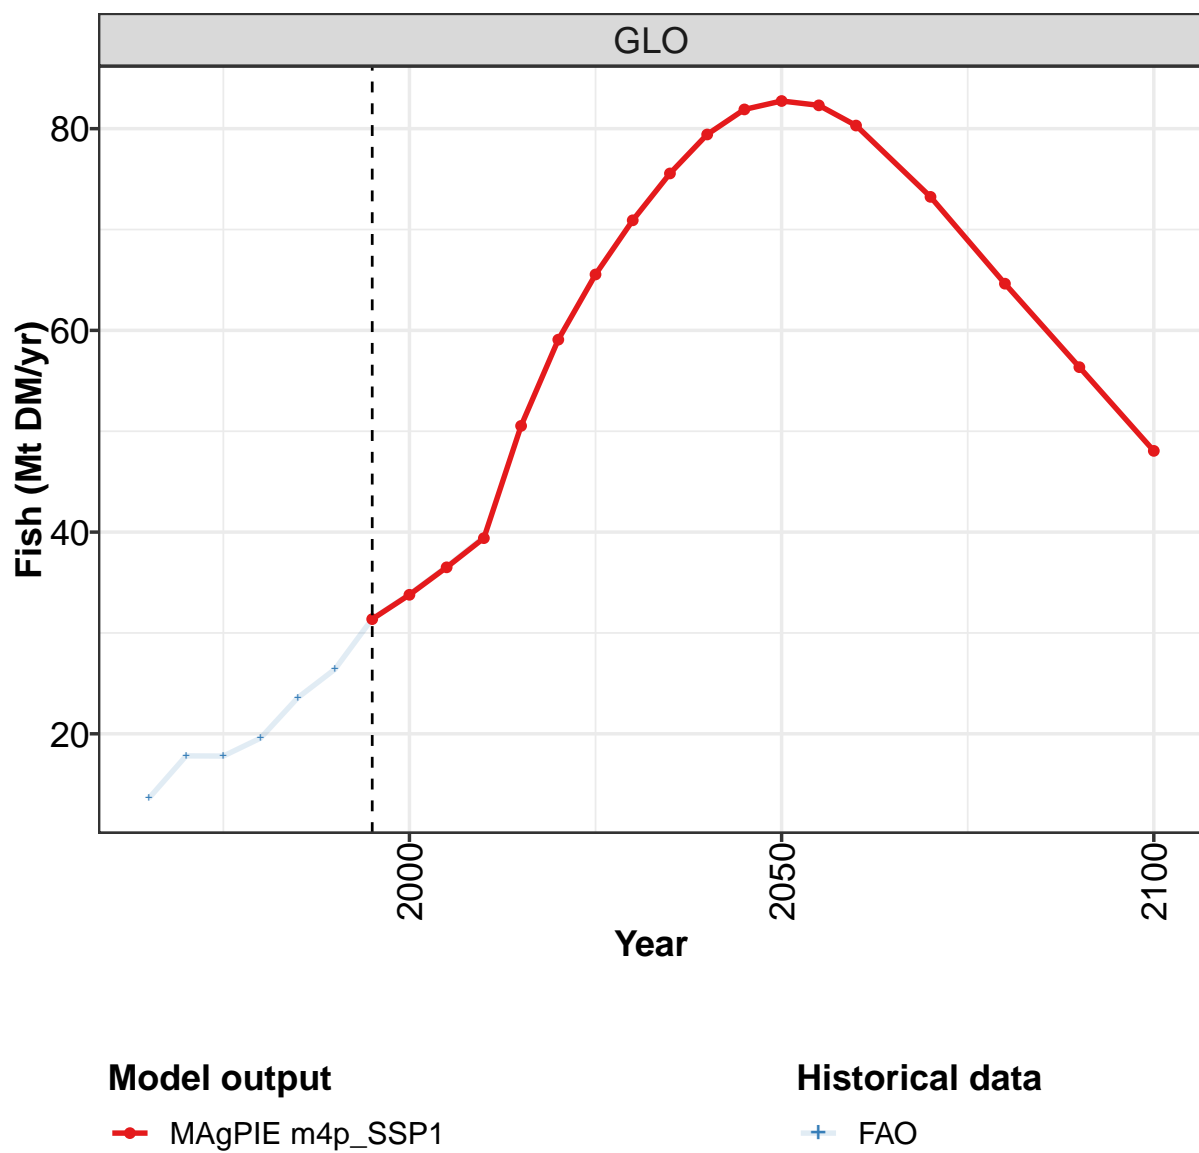 GLO
80
60
40
20
Fish (Mt DM/yr)
2000
2050
2100
Year
Model output
Historical data
MAgPIE m4p_SSP1
FAO